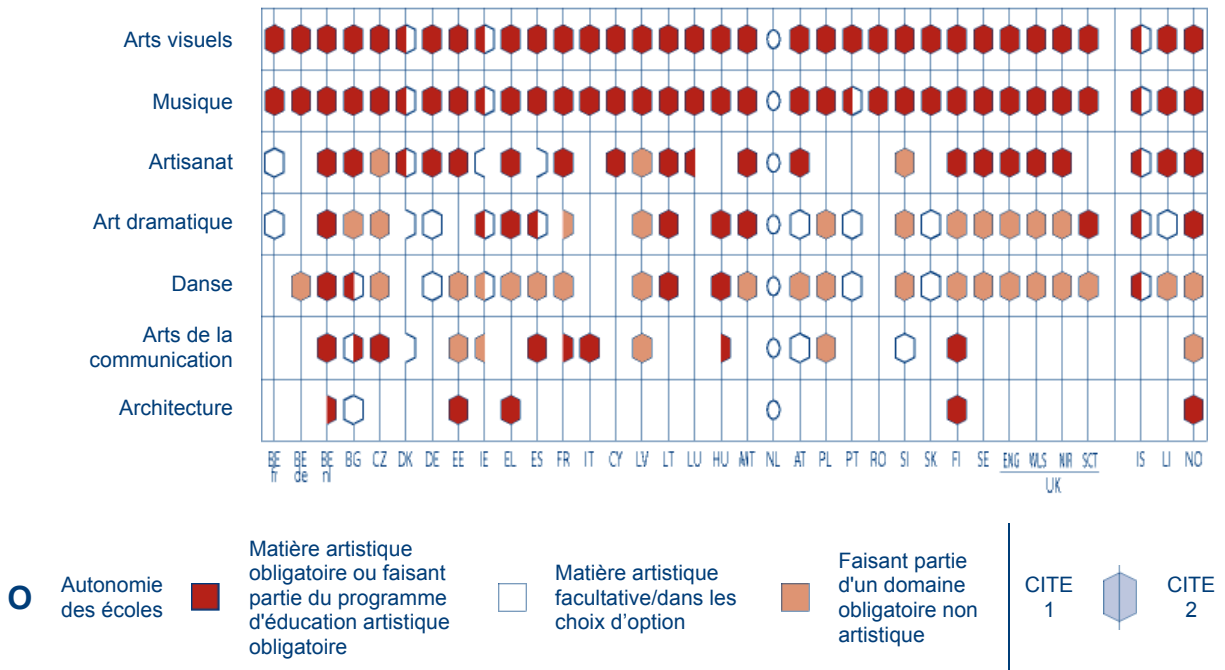 Arts visuels
Musique
Artisanat
Art dramatique
Danse
Arts de la
communication
Architecture
BE fr BE de BE nl BG CZ DK DE EE IE EL ES FR IT CY LV LT LU HU MT NL AT PL PT RO SI SK FI SE ENG WLS NIR SCT IS LI NO
UK
O Autonomie
des écoles
Matière artistique
obligatoire ou faisant
partie du programme
d'éducation artistique
obligatoire
Matière artistique
facultative/dans les
choix d’option
Faisant partie
d'un domaine
obligatoire non
artistique
CITE
1
CITE
2